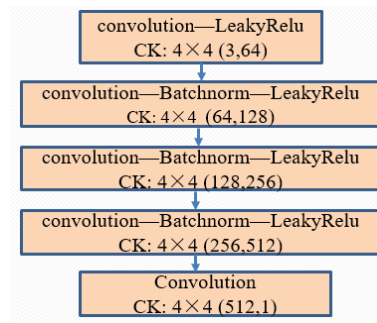 convolution—LeakyRelu
CK: 4×4 (3,64)
convolution—Batchnorm—LeakyRelu
CK: 4×4 (64,128)
convolution—Batchnorm—LeakyRelu
CK: 4×4 (128,256)
convolution—Batchnorm—LeakyRelu
CK: 4×4 (256,512)
Convolution
CK: 4×4 (512,1)